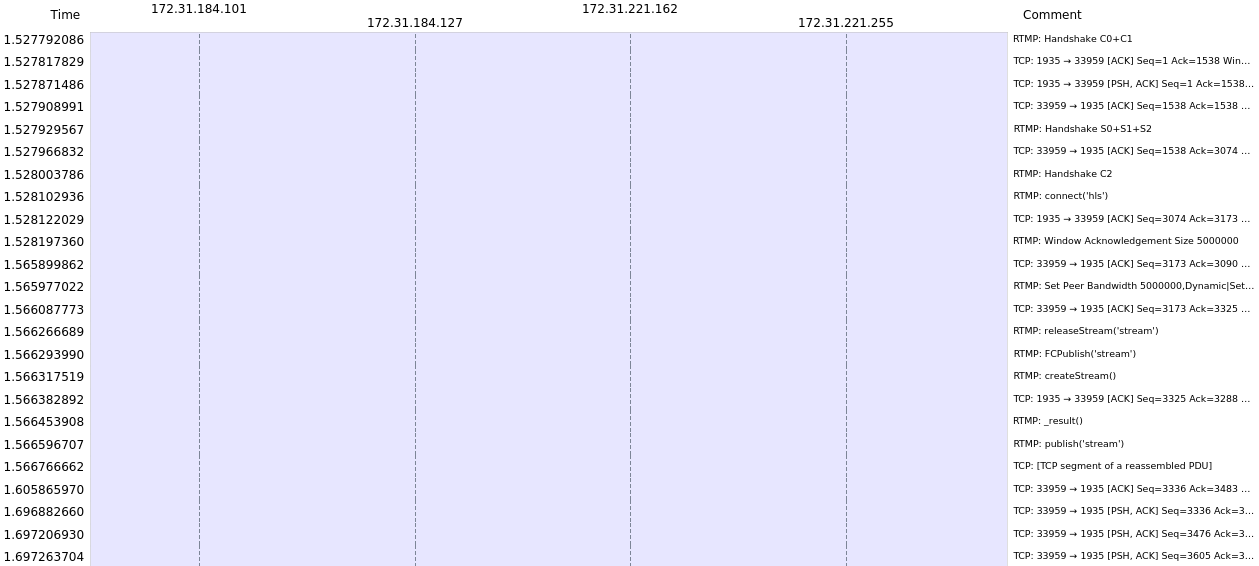 Time 172.31.184.101 172.31.184.127 172.31.221.162 172.31.221.255 Comment
1.527792086 RTMP: Handshake C0+C1
1.527817829 TCP: 1935 → 33959 [ACK] Seq=1 Ack=1538 Win...
1.527871486 TCP: 1935 → 33959 [PSH, ACK] Seq=1 Ack=1538...
1.527908991 TCP: 33959 → 1935 [ACK] Seq=1538 Ack=1538 ...
1.527929567 RTMP: Handshake S0+S1+S2
1.527966832 TCP: 33959 → 1935 [ACK] Seq=1538 Ack=3074 ...
1.528003786 RTMP: Handshake C2
1.528102936 RTMP: connect('hls')
1.528122029 TCP: 1935 → 33959 [ACK] Seq=3074 Ack=3173 ...
1.528197360 RTMP: Window Acknowledgement Size 5000000
1.565899862 TCP: 33959 → 1935 [ACK] Seq=3173 Ack=3090 ...
1.565977022 RTMP: Set Peer Bandwidth 5000000,Dynamic|Set...
1.566087773 TCP: 33959 → 1935 [ACK] Seq=3173 Ack=3325 ...
1.566266689 RTMP: releaseStream('stream')
1.566293990 RTMP: FCPublish('stream')
1.566317519 RTMP: createStream()
1.566382892 TCP: 1935 → 33959 [ACK] Seq=3325 Ack=3288 ...
1.566453908 RTMP: _result()
1.566596707 RTMP: publish('stream')
1.566766662 TCP: [TCP segment of a reassembled PDU]
1.605865970 TCP: 33959 → 1935 [ACK] Seq=3336 Ack=3483 ...
1.696882660 TCP: 33959 → 1935 [PSH, ACK] Seq=3336 Ack=3...
1.697206930 TCP: 33959 → 1935 [PSH, ACK] Seq=3476 Ack=3...
1.697263704 TCP: 33959 → 1935 [PSH, ACK] Seq=3605 Ack=3...